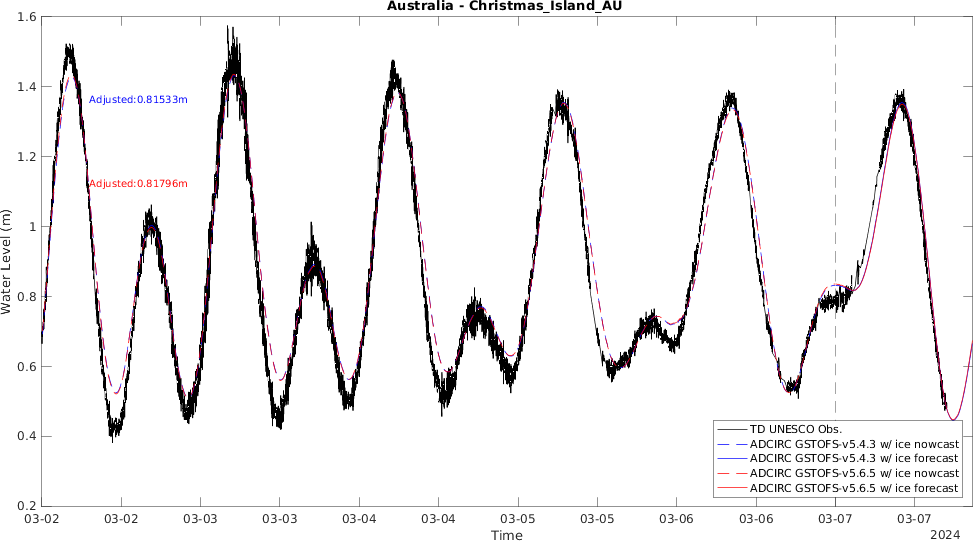 Australia - Christmas_Island_AU
1.6
1.4
1.2
1
0.8
0.6
0.4
0.2
Water Level (m)
Adjusted:0.81533m
Adjusted:0.81796m
TD UNESCO Obs.
ADCIRC GSTOFS-v5.4.3 w/ ice nowcast
ADCIRC GSTOFS-v5.4.3 w/ ice forecast
ADCIRC GSTOFS-v5.6.5 w/ ice nowcast
ADCIRC GSTOFS-v5.6.5 w/ ice forecast
03-02 03-02 03-03 03-03 03-04 03-04 03-05 03-05 03-06 03-06 03-07 03-07
Time
2024